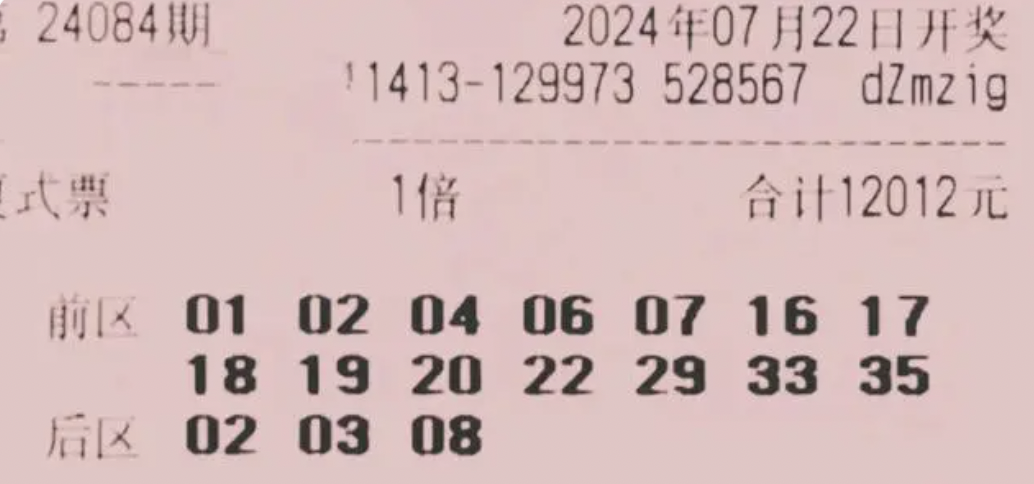 24084期 2024年07月22日开奖
1413-129973 528567 dZmzig
式票 1倍 合计12012元
前区 01 02 04 06 07 16 17
18 19 20 22 29 33 35
后区 02 03 08